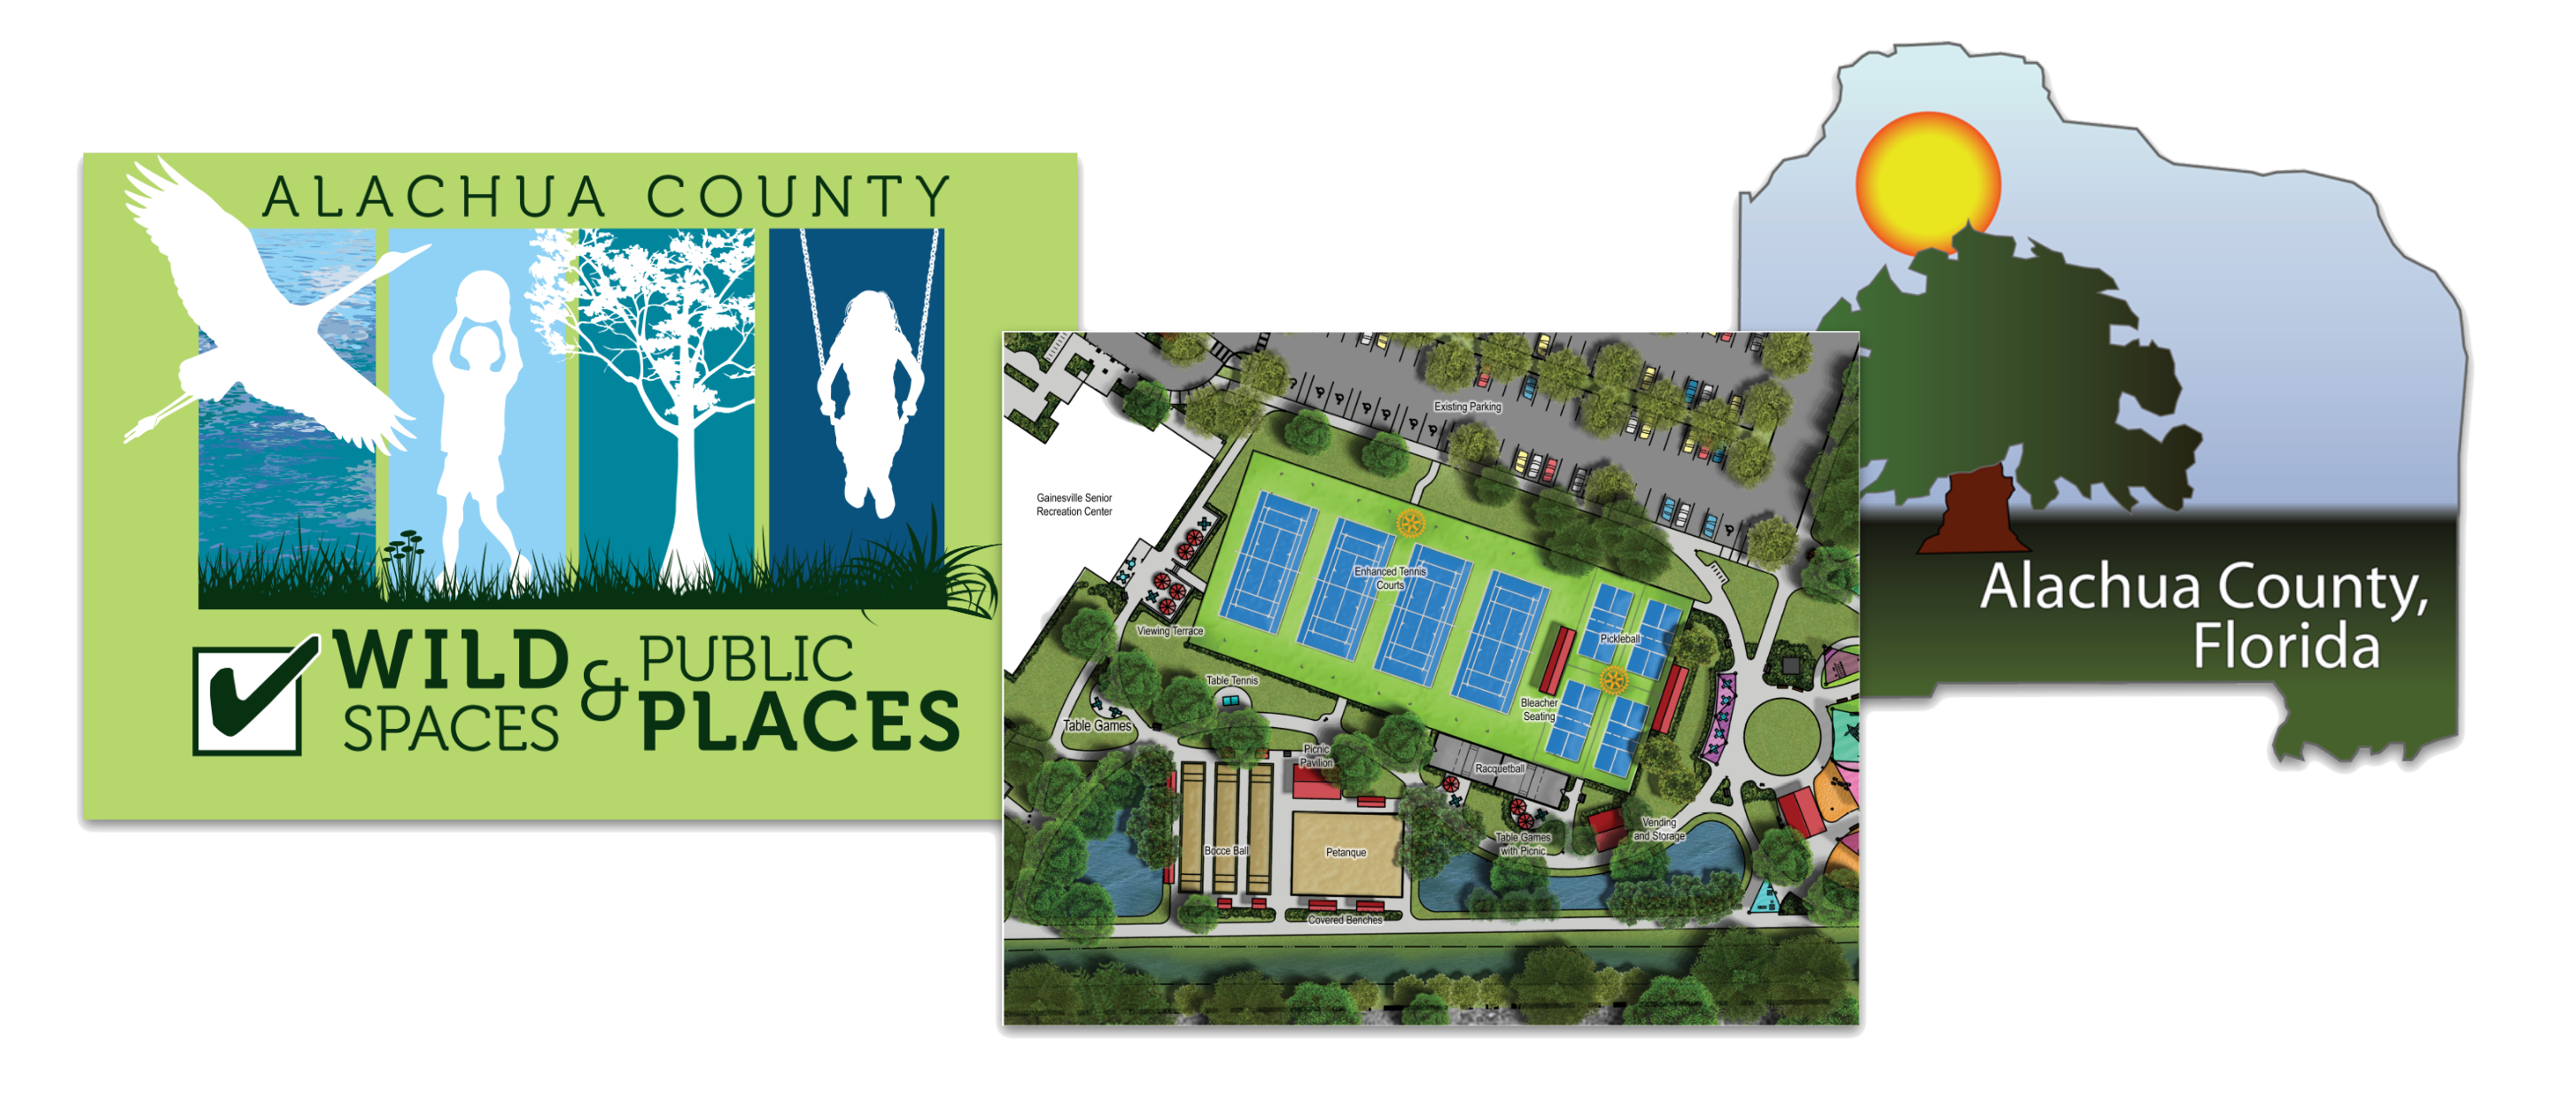 ALACHUA COUNTY
WILD
SPACES
&
PUBLIC
PLACES
Existing Parking
Gainesville Senior
Recreation Center
Enhanced Tennis
Courts
Viewing Terrace
Pickleball
Table Tennis
Bleacher
Seating
Table Games
Picnic
Pavilion
Racquetball
Vending
and Storage
Table Games
with Picnic
Bocce Ball
Petanque
Covered Benches
Alachua County,
Florida